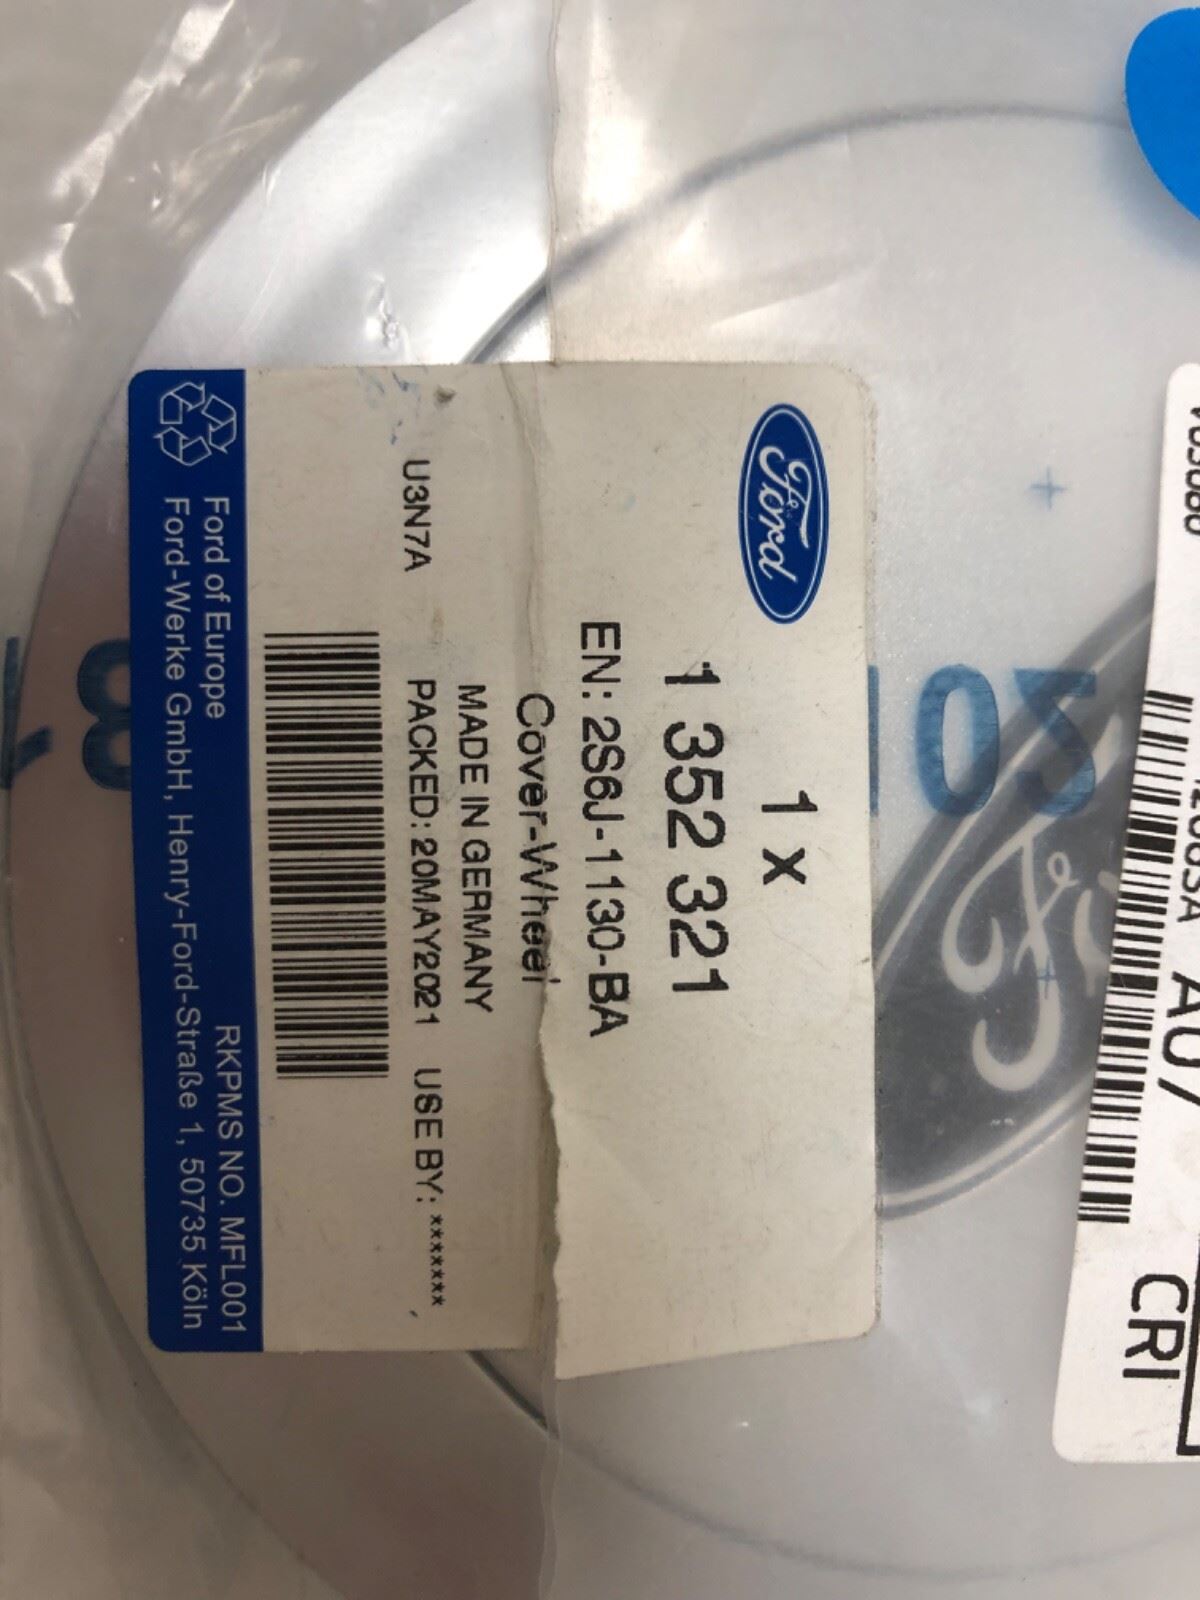 Ford
1 x
1 352 321
EN: 2S6J-1130-BA
Cover-Wheel
MADE IN GERMANY
U3N7A PACKED: 20MAY2021 USE BY: *******
RKPMS NO. MFL001
Ford of Europe
Ford-Werke GmbH, Henry-Ford-Straße 1, 50735 Köln
A07
CRI